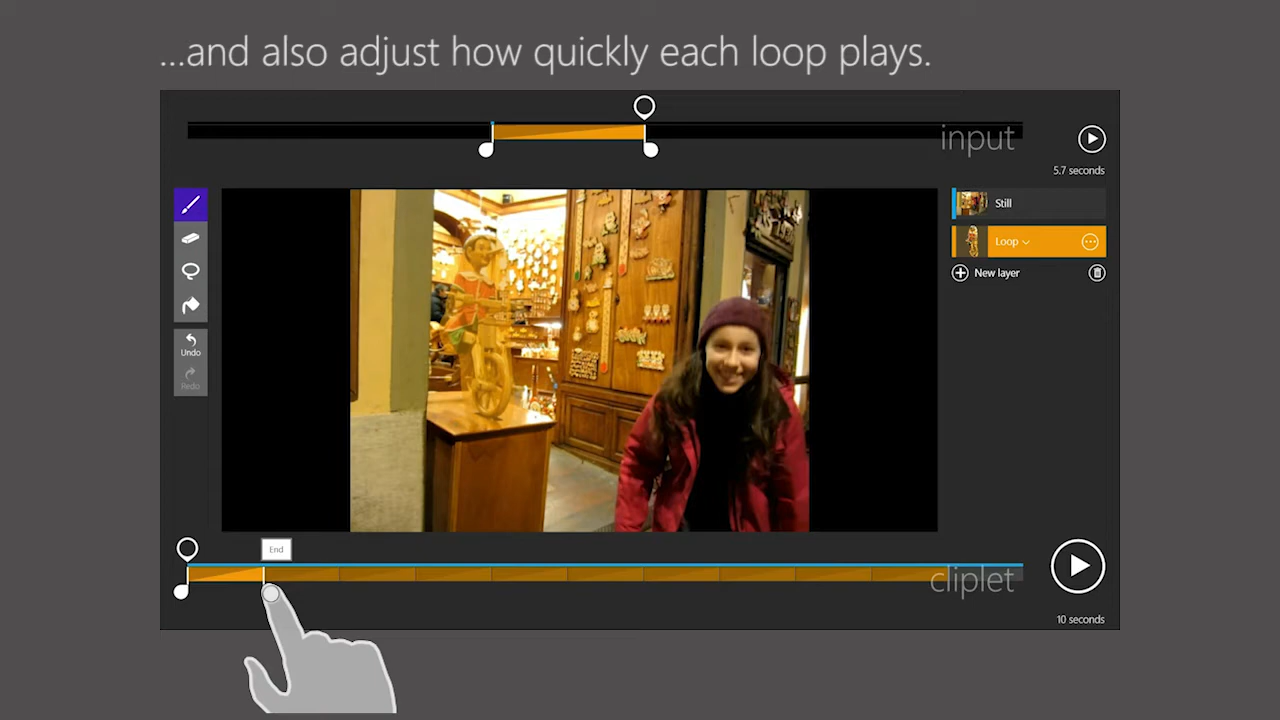 ...and also adjust how quickly each loop plays.
input
5.7 seconds
Still
Loop
New layer
Undo
Redo
End
cliplet
10 seconds